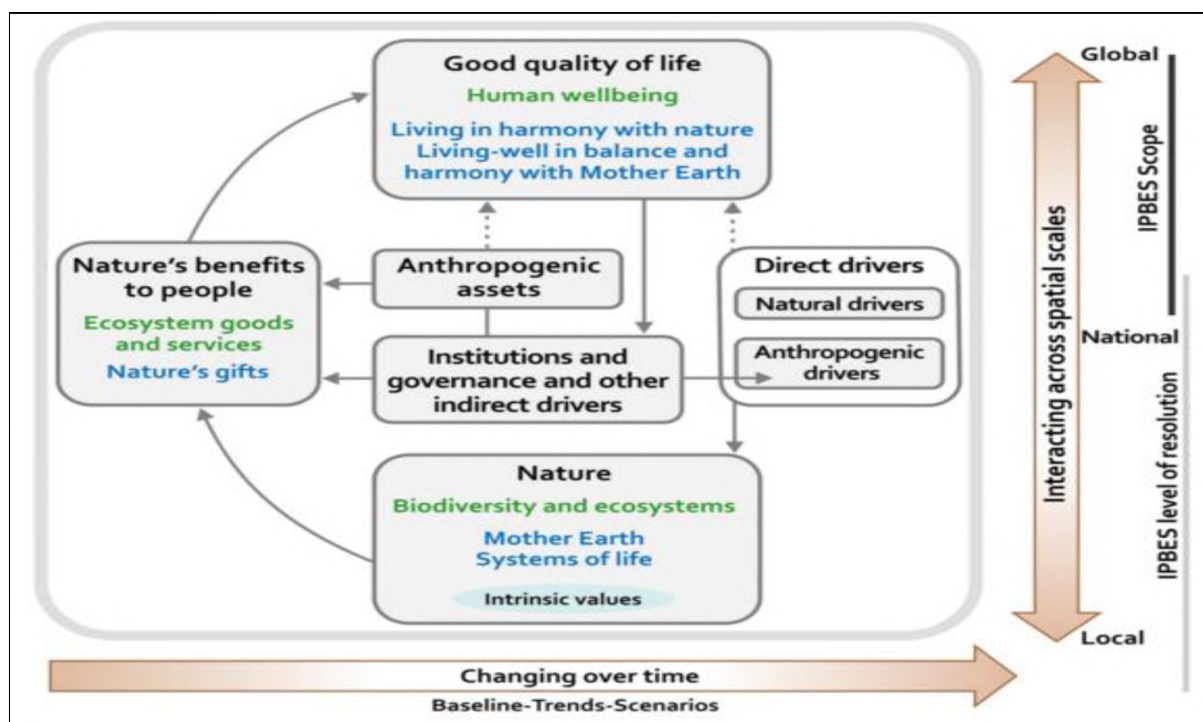 Good quality of life
Human wellbeing
Living in harmony with nature
Living-well in balance and
harmony with Mother Earth
Nature's benefits
to people
Ecosystem goods
and services
Nature's gifts
Anthropogenic
assets
Institutions and
governance and other
indirect drivers
Direct drivers
Natural drivers
Anthropogenic
drivers
Nature
Biodiversity and ecosystems
Mother Earth
Systems of life
Intrinsic values
Changing over time
Baseline-Trends-Scenarios
Interacting across spatial scales
Global
National
Local
IPBES Scope
IPBES level of resolution